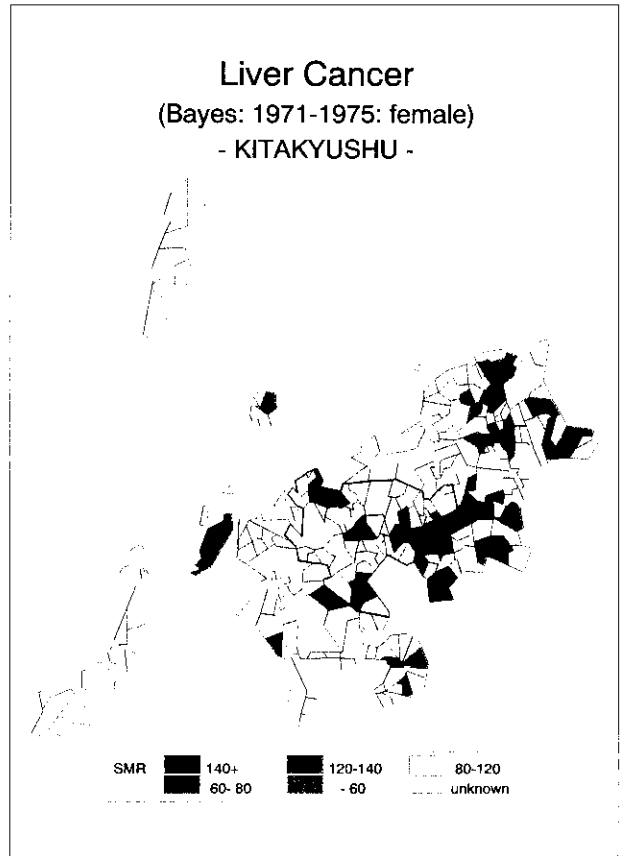 Liver Cancer
(Bayes: 1971-1975: female)
- KITAKYUSHU -
SMR 140+ 120-140 80-120
60- 80 - 60 unknown